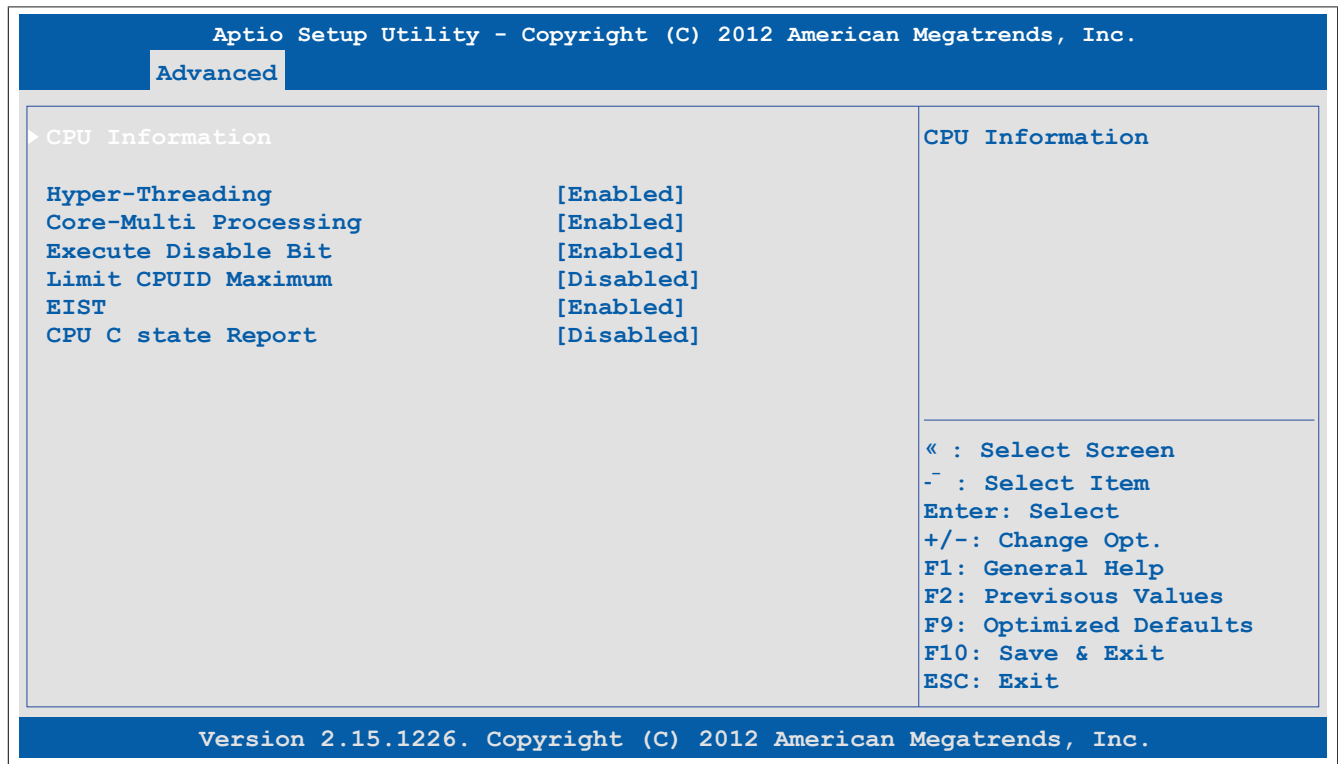 Aptio Setup Utility - Copyright (C) 2012 American Megatrends, Inc.
Advanced
CPU Information
Hyper-Threading [Enabled]
Core-Multi Processing [Enabled]
Execute Disable Bit [Enabled]
Limit CPUID Maximum [Disabled]
EIST [Enabled]
CPU C state Report [Disabled]
CPU Information
« : Select Screen
-¯ : Select Item
Enter: Select
+/-: Change Opt.
F1: General Help
F2: Previsous Values
F9: Optimized Defaults
F10: Save & Exit
ESC: Exit
Version 2.15.1226. Copyright (C) 2012 American Megatrends, Inc.